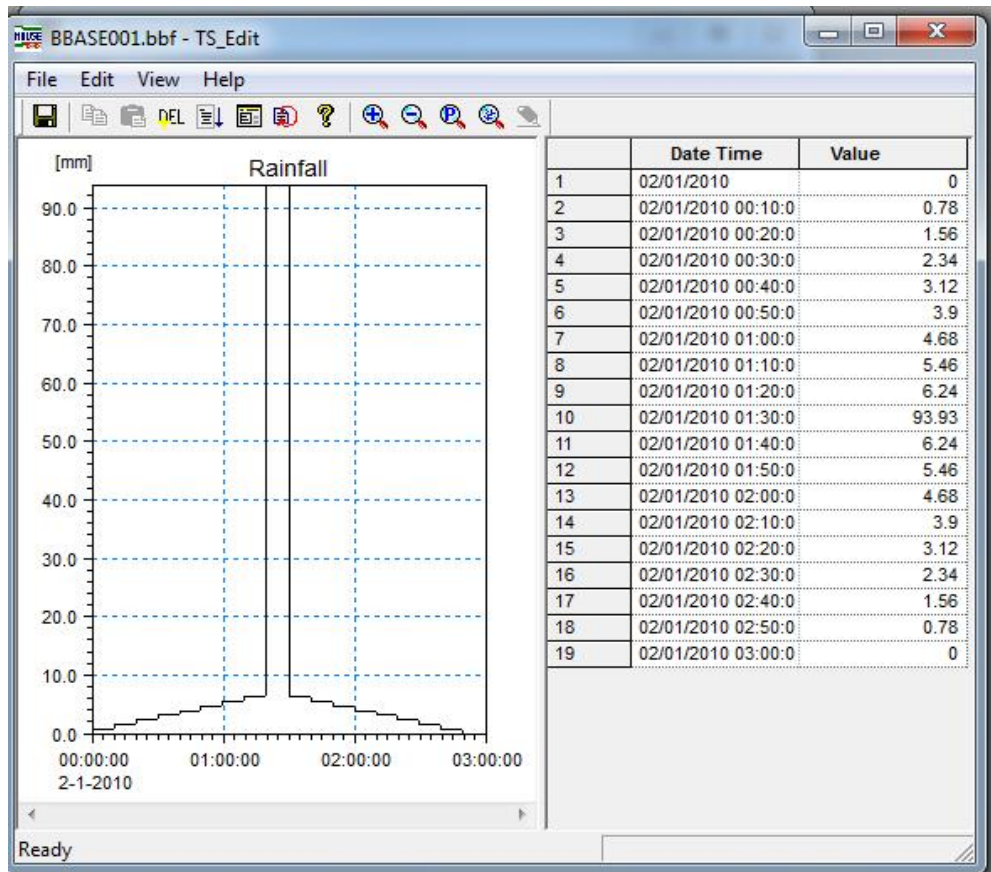 MOUSE BBASE001.bbf - TS_Edit
File Edit View Help
DEL
[mm] Rainfall
90.0
80.0
70.0
60.0
50.0
40.0
30.0
20.0
10.0
0.0
00:00:00 01:00:00 02:00:00 03:00:00
2-1-2010
Date Time Value
1 02/01/2010 0
2 02/01/2010 00:10:0 0.78
3 02/01/2010 00:20:0 1.56
4 02/01/2010 00:30:0 2.34
5 02/01/2010 00:40:0 3.12
6 02/01/2010 00:50:0 3.9
7 02/01/2010 01:00:0 4.68
8 02/01/2010 01:10:0 5.46
9 02/01/2010 01:20:0 6.24
10 02/01/2010 01:30:0 93.93
11 02/01/2010 01:40:0 6.24
12 02/01/2010 01:50:0 5.46
13 02/01/2010 02:00:0 4.68
14 02/01/2010 02:10:0 3.9
15 02/01/2010 02:20:0 3.12
16 02/01/2010 02:30:0 2.34
17 02/01/2010 02:40:0 1.56
18 02/01/2010 02:50:0 0.78
19 02/01/2010 03:00:0 0
Ready